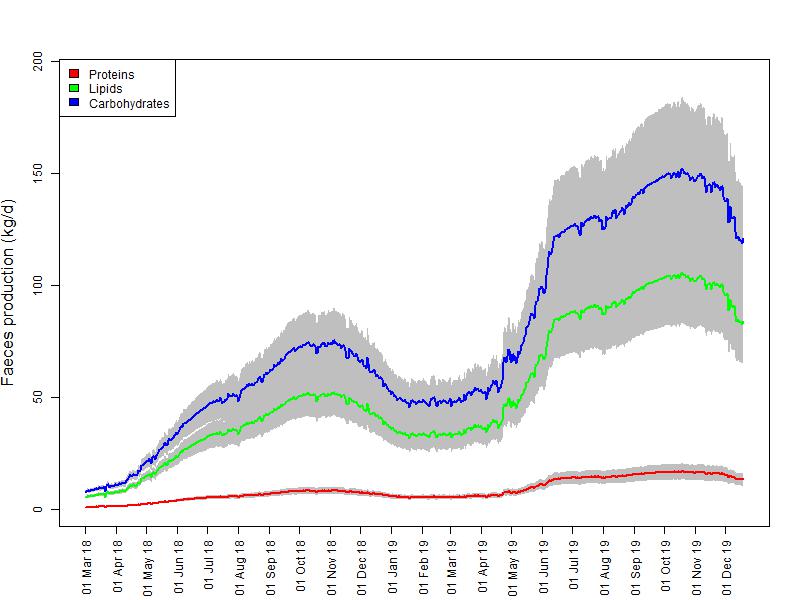 Faeces production (kg/d)
200
150
100
50
0
Proteins
Lipids
Carbohydrates
01 Mar 18
01 Apr 18
01 May 18
01 Jun 18
01 Jul 18
01 Aug 18
01 Sep 18
01 Oct 18
01 Nov 18
01 Dec 18
01 Jan 19
01 Feb 19
01 Mar 19
01 Apr 19
01 May 19
01 Jun 19
01 Jul 19
01 Aug 19
01 Sep 19
01 Oct 19
01 Nov 19
01 Dec 19